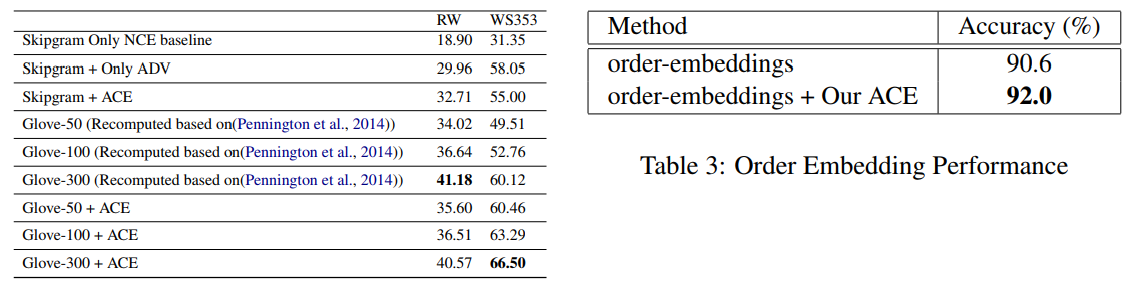 RW WS353
Skipgram Only NCE baseline 18.90 31.35
Skipgram + Only ADV 29.96 58.05
Skipgram + ACE 32.71 55.00
Glove-50 (Recomputed based on(Pennington et al., 2014)) 34.02 49.51
Glove-100 (Recomputed based on(Pennington et al., 2014)) 36.64 52.76
Glove-300 (Recomputed based on(Pennington et al., 2014)) 41.18 60.12
Glove-50 + ACE 35.60 60.46
Glove-100 + ACE 36.51 63.29
Glove-300 + ACE 40.57 66.50
Method Accuracy (%)
order-embeddings 90.6
order-embeddings + Our ACE 92.0
Table 3: Order Embedding Performance